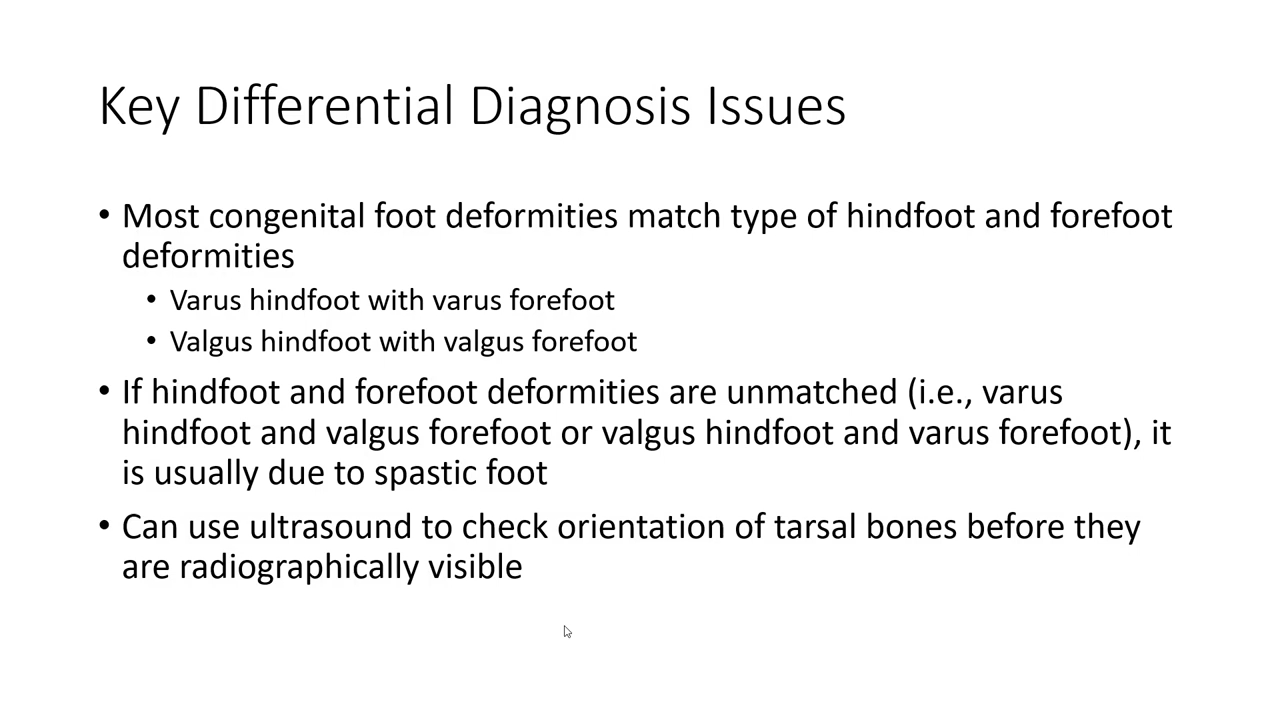 Key Differential Diagnosis Issues
• Most congenital foot deformities match type of hindfoot and forefoot
deformities
• Varus hindfoot with varus forefoot
• Valgus hindfoot with valgus forefoot
• If hindfoot and forefoot deformities are unmatched (i.e., varus
hindfoot and valgus forefoot or valgus hindfoot and varus forefoot), it
is usually due to spastic foot
• Can use ultrasound to check orientation of tarsal bones before they
are radiographically visible